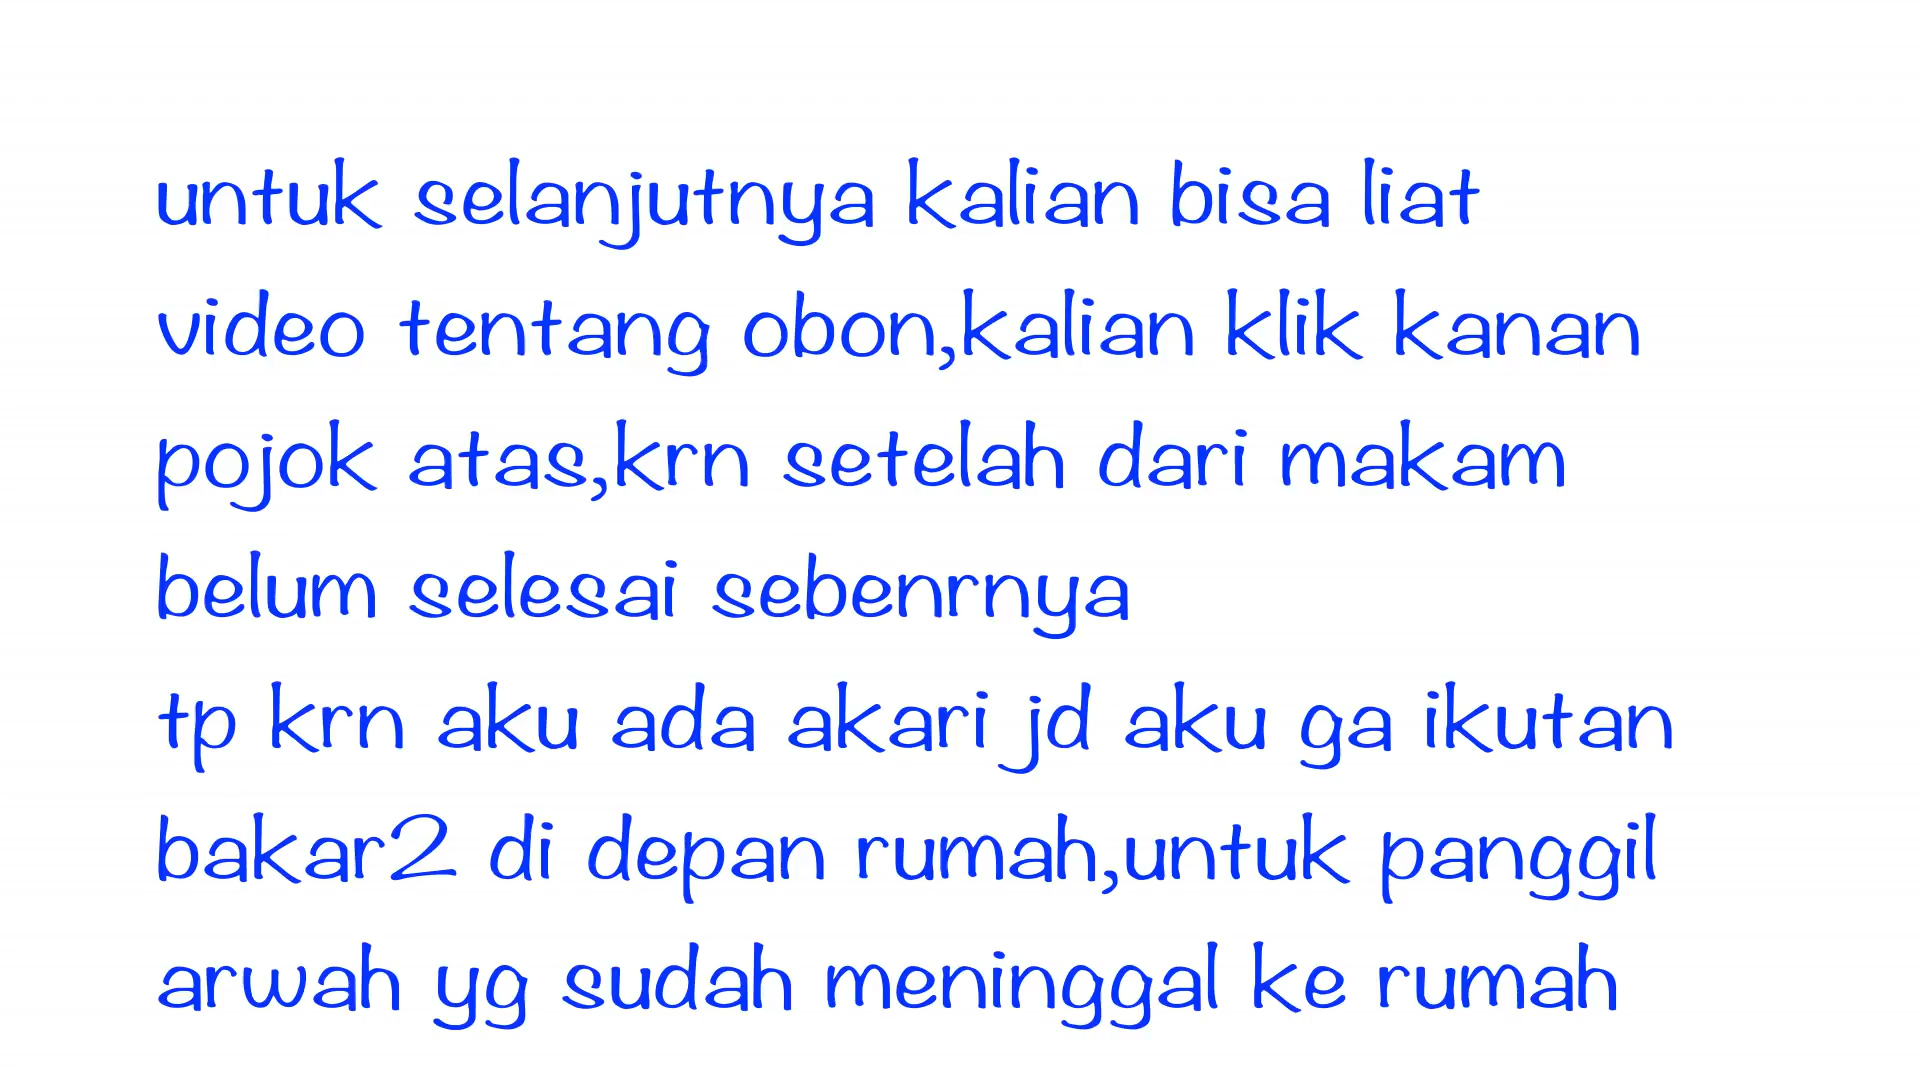 untuk selanjutnya kalian bisa liat
video tentang obon,kalian klik kanan
pojok atas,krn setelah dari makam
belum selesai sebenrnya
tp krn aku ada akari jd aku ga ikutan
bakar2 di depan rumah,untuk panggil
arwah yg sudah meninggal ke rumah